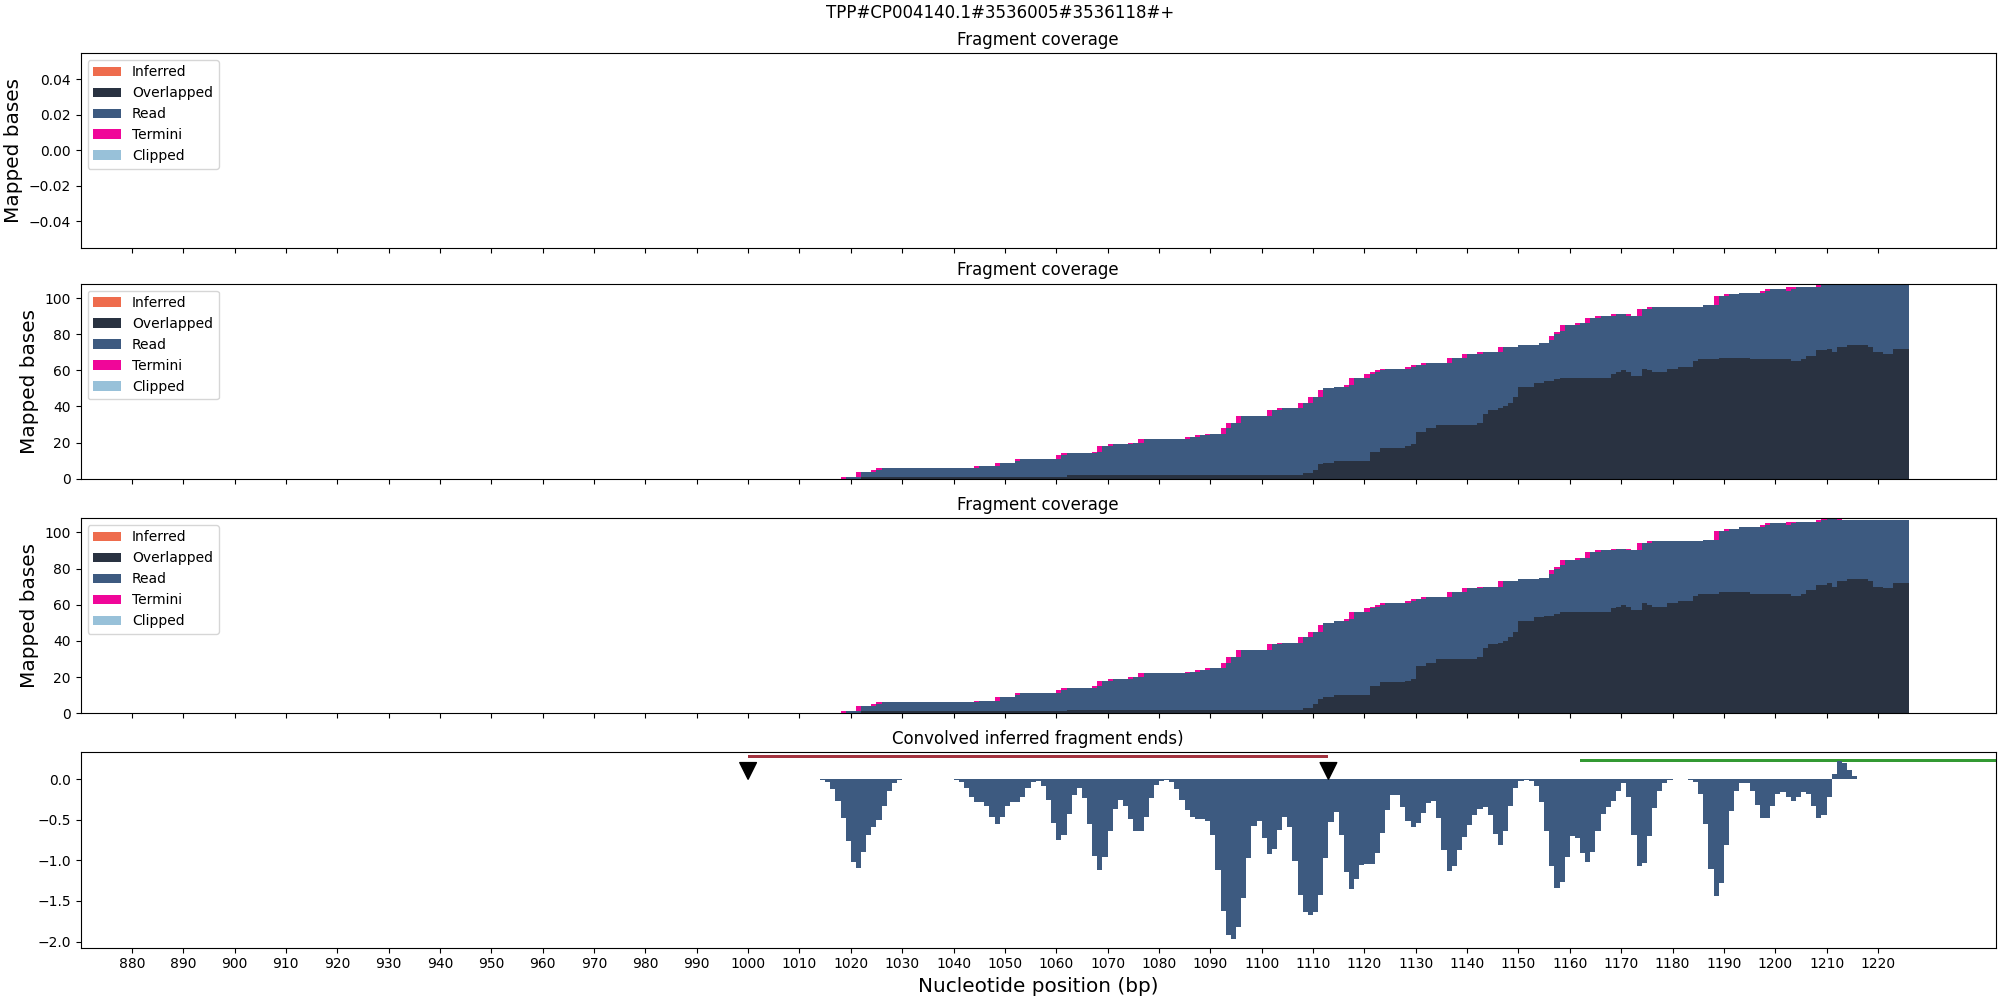 TPP#CP004140.1#3536005#3536118#+
Fragment coverage
Mapped bases
0.04
0.02
0.00
−0.02
−0.04
Inferred
Overlapped
Read
Termini
Clipped
Fragment coverage
Mapped bases
100
80
60
40
20
0
Inferred
Overlapped
Read
Termini
Clipped
Fragment coverage
Mapped bases
100
80
60
40
20
0
Inferred
Overlapped
Read
Termini
Clipped
Convolved inferred fragment ends)
0.0
−0.5
−1.0
−1.5
−2.0
880 890 900 910 920 930 940 950 960 970 980 990 1000 1010 1020 1030 1040 1050 1060 1070 1080 1090 1100 1110 1120 1130 1140 1150 1160 1170 1180 1190 1200 1210 1220
Nucleotide position (bp)